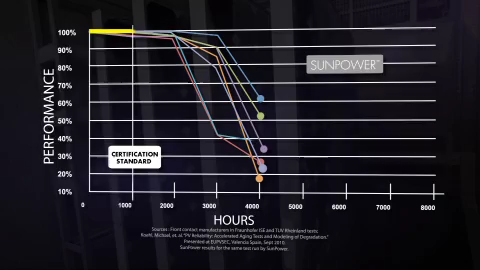 100%
90%
80%
70%
60%
50%
40%
30%
20%
10%
PERFORMANCE
SUNPOWER
CERTIFICATION
STANDARD
0 1000 2000 3000 4000 5000 6000 7000 8000
HOURS
Sources : Front contact manufacturers in Fraunhofer ISE and TUV Rheinland tests;
Koehl, Michael, et. al "PV Reliability: Accelerated Aging Tests and Modeling of Degradation."
Presented at EUPVSEC, Valencia Spain, Sept 2010.
SunPower results for the same test run by SunPower.